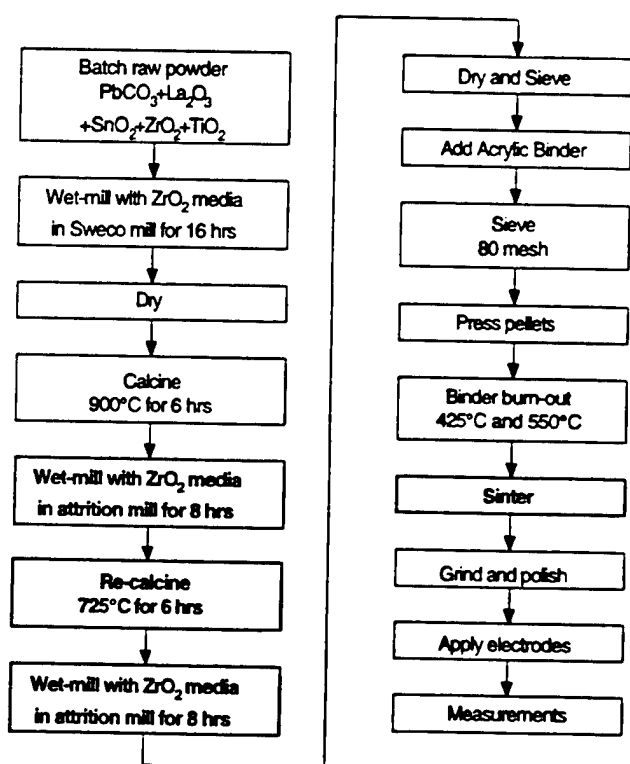 Batch raw powder
PbCO₃+La₂O₃
+SnO₂+ZrO₂+TiO₂
Wet-mill with ZrO₂ media
in Sweco mill for 16 hrs
Dry
Calcine
900°C for 6 hrs
Wet-mill with ZrO₂ media
in attrition mill for 8 hrs
Re-calcine
725°C for 6 hrs
Wet-mill with ZrO₂ media
in attrition mill for 8 hrs
Dry and Sieve
Add Acrylic Binder
Sieve
80 mesh
Press pellets
Binder burn-out
425°C and 550°C
Sinter
Grind and polish
Apply electrodes
Measurements